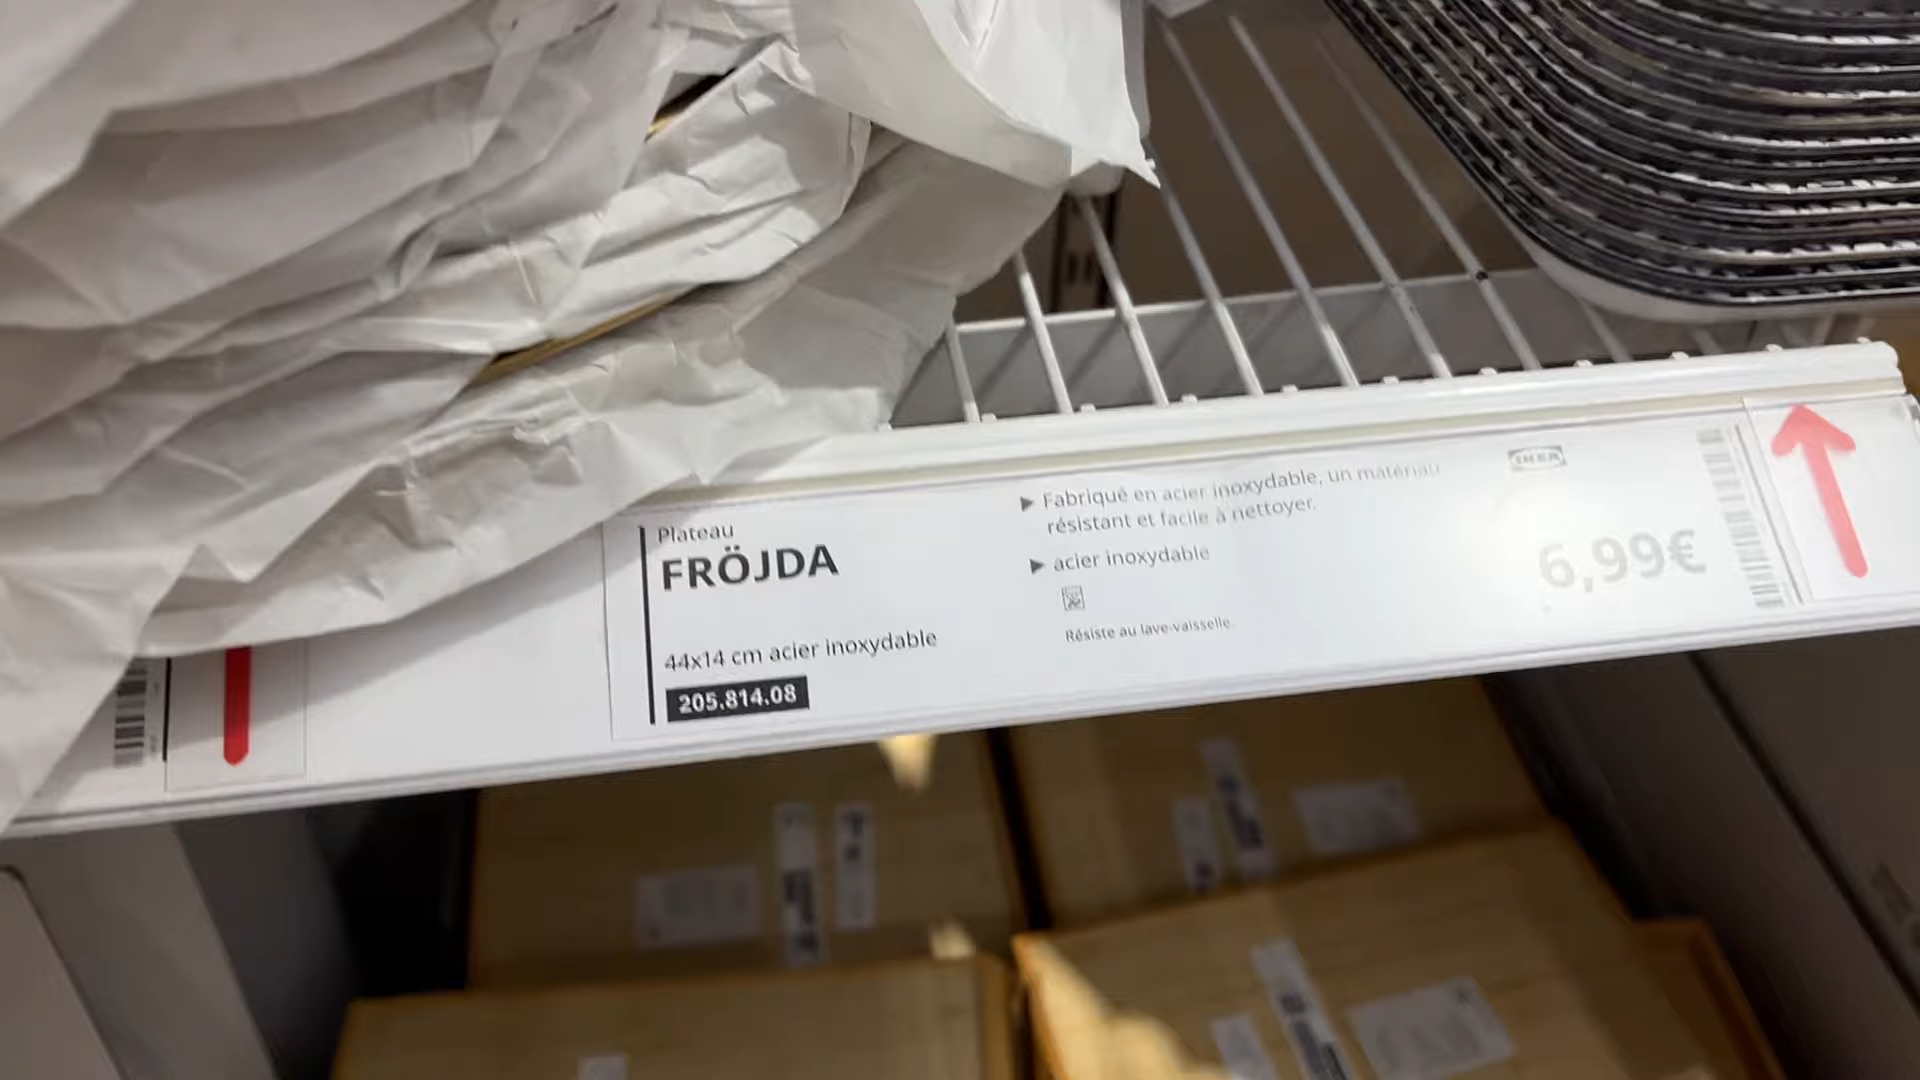 Plateau
FRÖJDA
44x14 cm acier inoxydable
205.814.08
▶ Fabriqué en acier inoxydable, un matériau
résistant et facile à nettoyer.
▶ acier inoxydable
Résiste au lave-vaisselle.
IKEA
6,99€